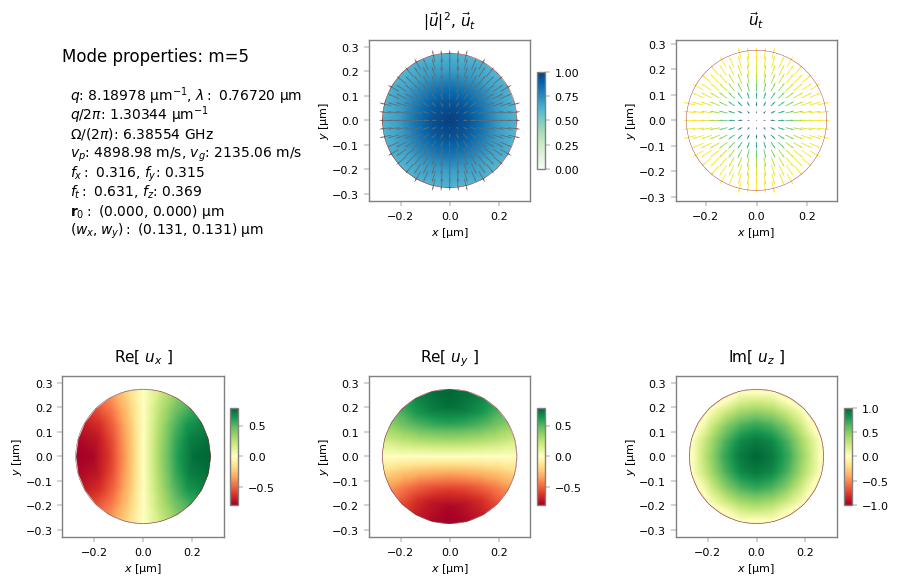 Mode properties: m=5
q: 8.18978 μm⁻¹, λ : 0.76720 μm
q/2π: 1.30344 μm⁻¹
Ω/(2π): 6.38554 GHz
v_p: 4898.98 m/s, v_g: 2135.06 m/s
f_x : 0.316, f_y: 0.315
f_t : 0.631, f_z: 0.369
r₀ : (0.000, 0.000) μm
(w_x, w_y) : (0.131, 0.131) μm
|u⃗|², u⃗_t
0.3
0.2
0.1
0.0
−0.1
−0.2
−0.3
y [μm]
−0.2 0.0 0.2
x [μm]
1.00
0.75
0.50
0.25
0.00
u⃗_t
0.3
0.2
0.1
0.0
−0.1
−0.2
−0.3
y [μm]
−0.2 0.0 0.2
x [μm]
Re[ u_x ]
0.3
0.2
0.1
0.0
−0.1
−0.2
−0.3
y [μm]
−0.2 0.0 0.2
x [μm]
0.5
0.0
−0.5
Re[ u_y ]
0.3
0.2
0.1
0.0
−0.1
−0.2
−0.3
y [μm]
−0.2 0.0 0.2
x [μm]
0.5
0.0
−0.5
Im[ u_z ]
0.3
0.2
0.1
0.0
−0.1
−0.2
−0.3
y [μm]
−0.2 0.0 0.2
x [μm]
1.0
0.5
0.0
−0.5
−1.0